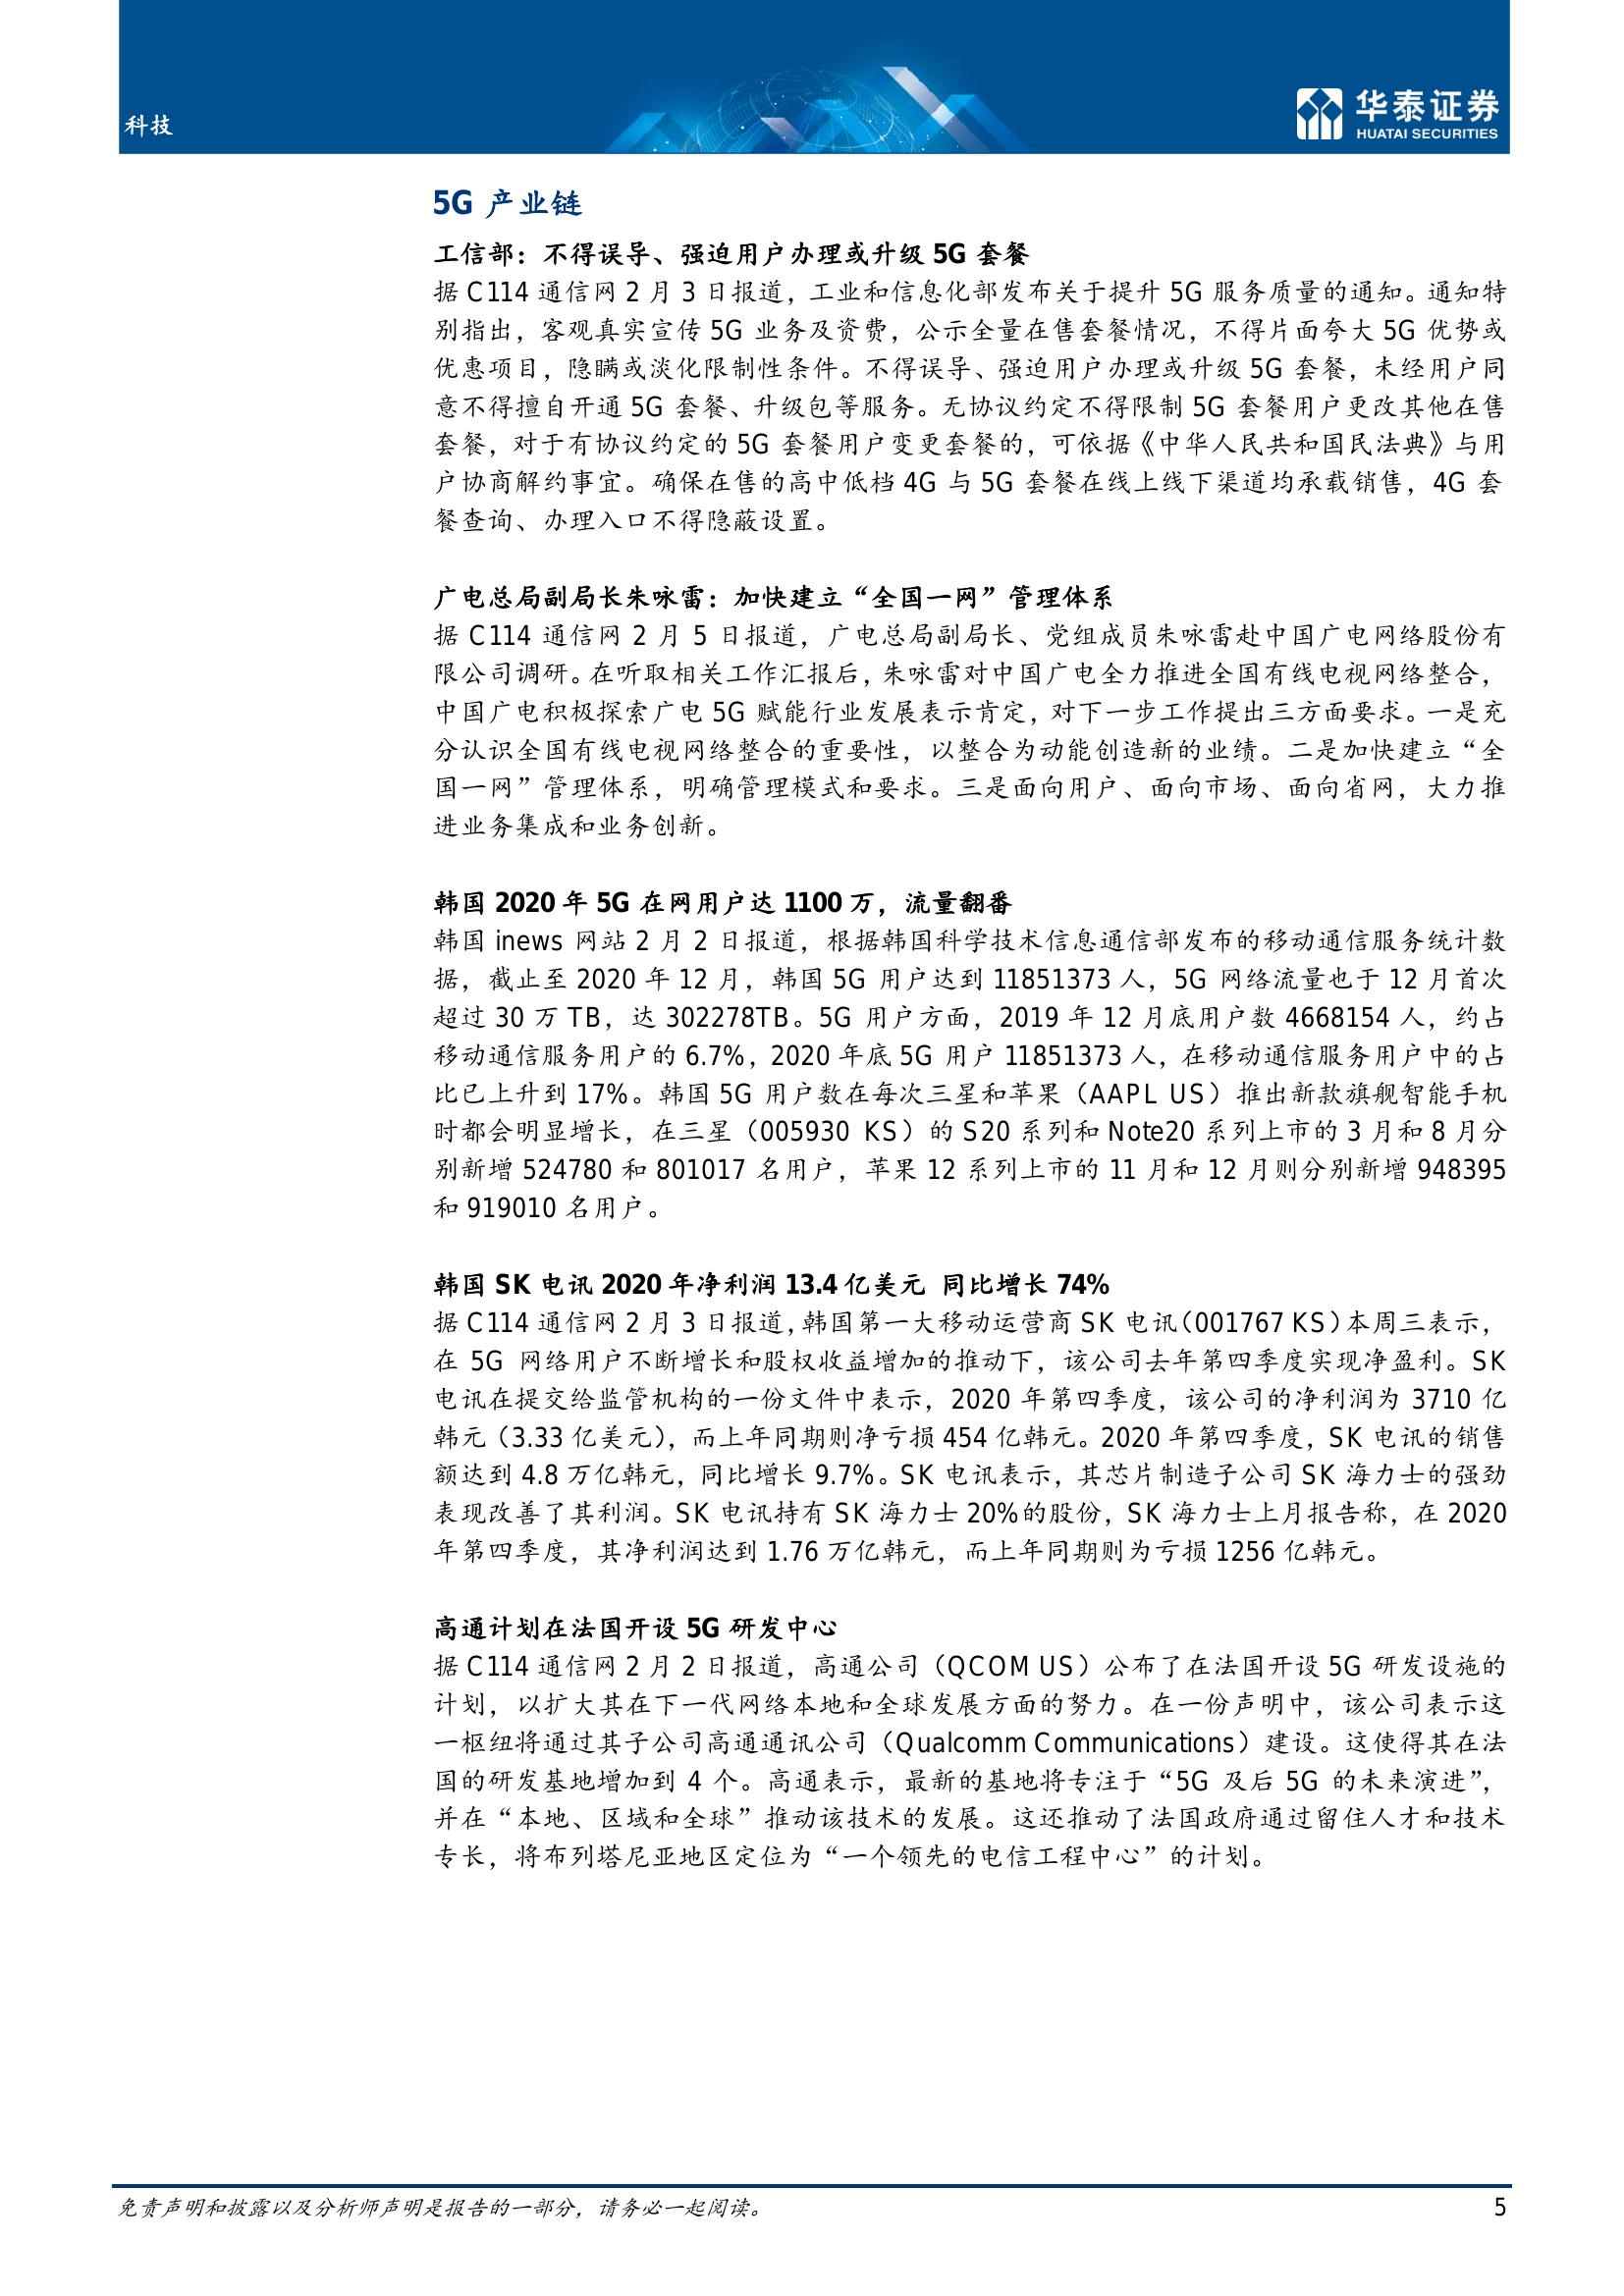 科技
华泰证券
HUATAI SECURITIES
5G 产业链
工信部：不得误导、强迫用户办理或升级 5G 套餐
据 C114 通信网 2 月 3 日报道，工业和信息化部发布关于提升 5G 服务质量的通知。通知特
别指出，客观真实宣传 5G 业务及资费，公示全量在售套餐情况，不得片面夸大 5G 优势或
优惠项目，隐瞒或淡化限制性条件。不得误导、强迫用户办理或升级 5G 套餐，未经用户同
意不得擅自开通 5G 套餐、升级包等服务。无协议约定不得限制 5G 套餐用户更改其他在售
套餐，对于有协议约定的 5G 套餐用户变更套餐的，可依据《中华人民共和国民法典》与用
户协商解约事宜。确保在售的高中低档 4G 与 5G 套餐在线上线下渠道均承载销售，4G 套
餐查询、办理入口不得隐蔽设置。
广电总局副局长朱咏雷：加快建立“全国一网”管理体系
据 C114 通信网 2 月 5 日报道，广电总局副局长、党组成员朱咏雷赴中国广电网络股份有
限公司调研。在听取相关工作汇报后，朱咏雷对中国广电全力推进全国有线电视网络整合，
中国广电积极探索广电 5G 赋能行业发展表示肯定，对下一步工作提出三方面要求。一是充
分认识全国有线电视网络整合的重要性，以整合为动能创造新的业绩。二是加快建立“全
国一网”管理体系，明确管理模式和要求。三是面向用户、面向市场、面向省网，大力推
进业务集成和业务创新。
韩国 2020 年 5G 在网用户达 1100 万，流量翻番
韩国 inews 网站 2 月 2 日报道，根据韩国科学技术信息通信部发布的移动通信服务统计数
据，截止至 2020 年 12 月，韩国 5G 用户达到 11851373 人，5G 网络流量也于 12 月首次
超过 30 万 TB，达 302278TB。5G 用户方面，2019 年 12 月底用户数 4668154 人，约占
移动通信服务用户的 6.7%，2020 年底 5G 用户 11851373 人，在移动通信服务用户中的占
比已上升到 17%。韩国 5G 用户数在每次三星和苹果（AAPL US）推出新款旗舰智能手机
时都会明显增长，在三星（005930 KS）的 S20 系列和 Note20 系列上市的 3 月和 8 月分
别新增 524780 和 801017 名用户，苹果 12 系列上市的 11 月和 12 月则分别新增 948395
和 919010 名用户。
韩国 SK 电讯 2020 年净利润 13.4 亿美元 同比增长 74%
据 C114 通信网 2 月 3 日报道，韩国第一大移动运营商 SK 电讯（001767 KS）本周三表示，
在 5G 网络用户不断增长和股权收益增加的推动下，该公司去年第四季度实现净盈利。SK
电讯在提交给监管机构的一份文件中表示，2020 年第四季度，该公司的净利润为 3710 亿
韩元（3.33 亿美元），而上年同期则净亏损 454 亿韩元。2020 年第四季度，SK 电讯的销售
额达到 4.8 万亿韩元，同比增长 9.7%。SK 电讯表示，其芯片制造子公司 SK 海力士的强劲
表现改善了其利润。SK 电讯持有 SK 海力士 20%的股份，SK 海力士上月报告称，在 2020
年第四季度，其净利润达到 1.76 万亿韩元，而上年同期则为亏损 1256 亿韩元。
高通计划在法国开设 5G 研发中心
据 C114 通信网 2 月 2 日报道，高通公司（QCOM US）公布了在法国开设 5G 研发设施的
计划，以扩大其在下一代网络本地和全球发展方面的努力。在一份声明中，该公司表示这
一枢纽将通过其子公司高通通讯公司（Qualcomm Communications）建设。这使得其在法
国的研发基地增加到 4 个。高通表示，最新的基地将专注于“5G 及后 5G 的未来演进”，
并在“本地、区域和全球”推动该技术的发展。这还推动了法国政府通过留住人才和技术
专长，将布列塔尼亚地区定位为“一个领先的电信工程中心”的计划。
免责声明和披露以及分析师声明是报告的一部分，请务必一起阅读。
5